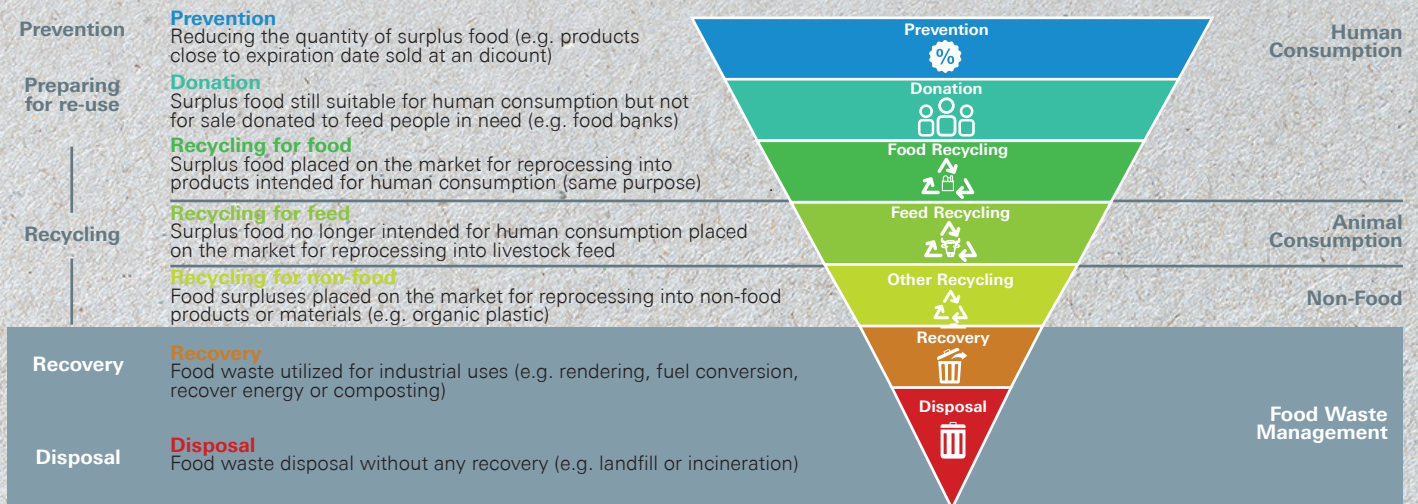 Prevention
Prevention
Reducing the quantity of surplus food (e.g. products
close to expiration date sold at an dicount)
Preparing
for re-use
Donation
Surplus food still suitable for human consumption but not
for sale donated to feed people in need (e.g. food banks)
Recycling for food
Surplus food placed on the market for reprocessing into
products intended for human consumption (same purpose)
Recycling
Recycling for feed
Surplus food no longer intended for human consumption placed
on the market for reprocessing into livestock feed
Recycling for non-food
Food surpluses placed on the market for reprocessing into non-food
products or materials (e.g. organic plastic)
Recovery
Recovery
Food waste utilized for industrial uses (e.g. rendering, fuel conversion,
recover energy or composting)
Disposal
Disposal
Food waste disposal without any recovery (e.g. landfill or incineration)
Prevention
%
Donation
Food Recycling
Feed Recycling
Other Recycling
Recovery
Disposal
Human
Consumption
Animal
Consumption
Non-Food
Food Waste
Management